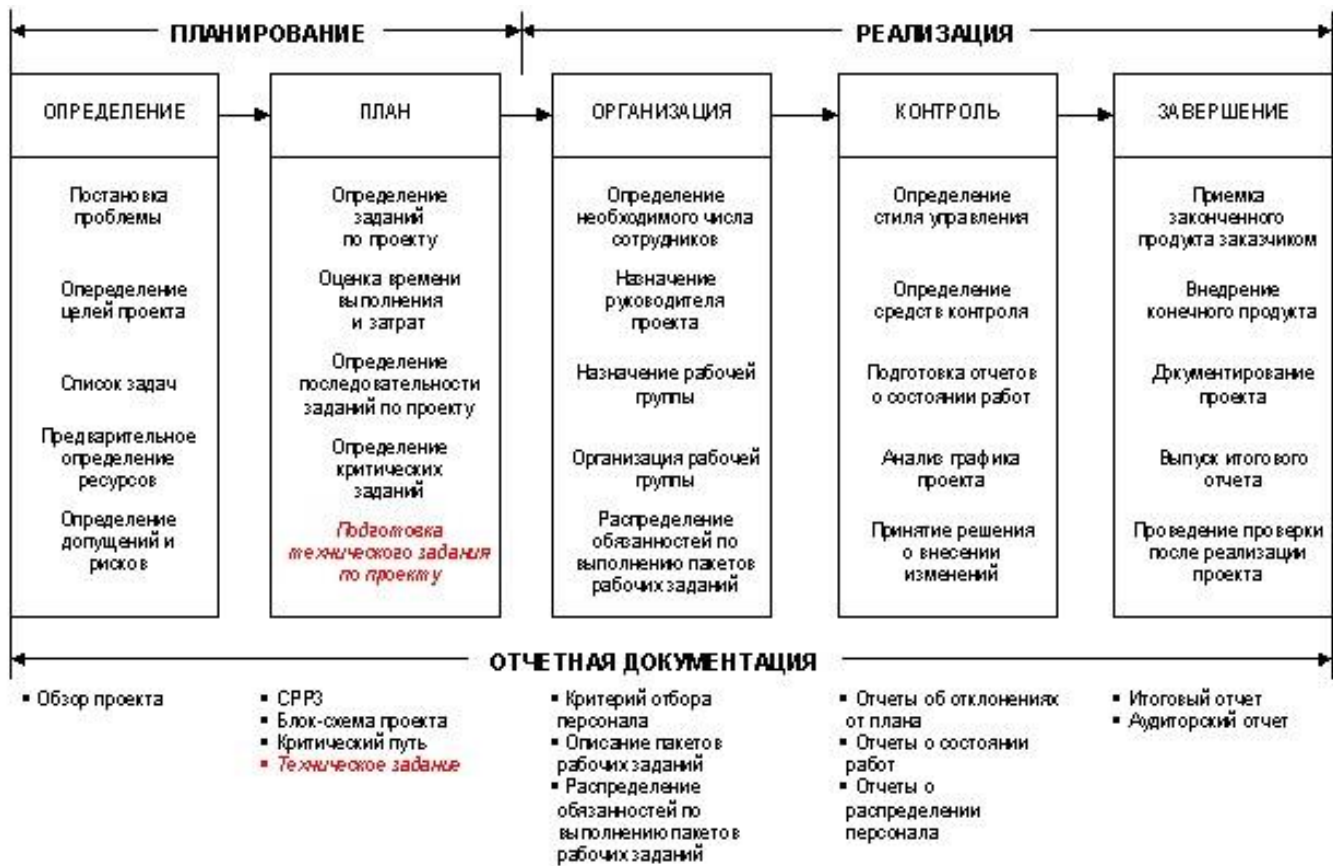 ПЛАНИРОВАНИЕ
РЕАЛИЗАЦИЯ
ОПРЕДЕЛЕНИЕ
Постановка
проблемы
Опеределение
целей проекта
Список задач
Предварительное
определение
ресурсов
Определение
допущений и
рисков
ПЛАН
Определение
заданий
по проекту
Оценка времени
выполнения
и затрат
Определение
последовательности
заданий по проекту
Определение
критических
заданий
Подготовка
технического задания
по проекту
ОРГАНИЗАЦИЯ
Определение
необходимого числа
сотрудников
Назначение
руководителя
проекта
Назначение рабочей
группы
Организация рабочей
группы
Распределение
обязанностей по
выполнению пакетов
рабочих заданий
КОНТРОЛЬ
Определение
стиля управления
Определение
средств контроля
Подготовка отчетов
о состоянии работ
Анализ графика
проекта
Принятие решения
о внесении
изменений
ЗАВЕРШЕНИЕ
Приемка
законченного
продукта заказчиком
Внедрение
конечного продукта
Документирование
проекта
Выпуск итогового
отчета
Проведение проверки
после реализации
проекта
ОТЧЕТНАЯ ДОКУМЕНТАЦИЯ
▪ Обзор проекта
▪ СРРЗ
▪ Блок-схема проекта
▪ Критический путь
▪ Техническое задание
▪ Критерий отбора
персонала
▪ Описание пакетов
рабочих заданий
▪ Распределение
обязанностей по
выполнению пакетов
рабочих заданий
▪ Отчеты об отклонениях
от плана
▪ Отчеты о состоянии
работ
▪ Отчеты о
распределении
персонала
▪ Итоговый отчет
▪ Аудиторский отчет